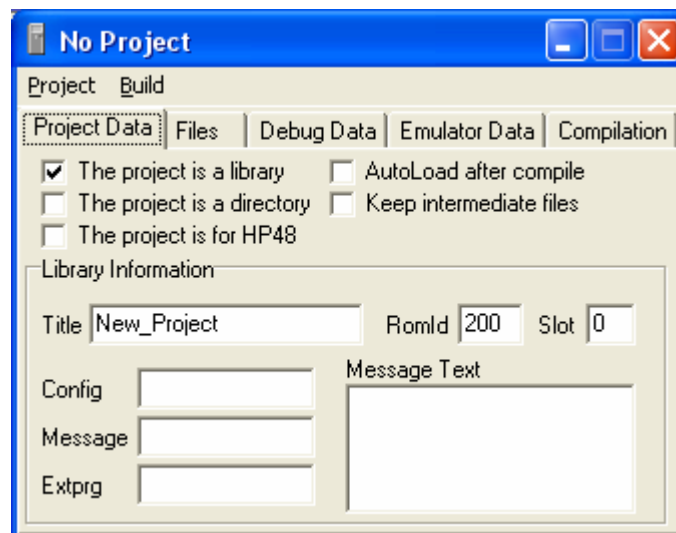 No Project
Project Build
Project Data Files Debug Data Emulator Data Compilation
The project is a library AutoLoad after compile
The project is a directory Keep intermediate files
The project is for HP48
Library Information
Title New_Project RomId 200 Slot 0
Message Text
Config
Message
Extprg